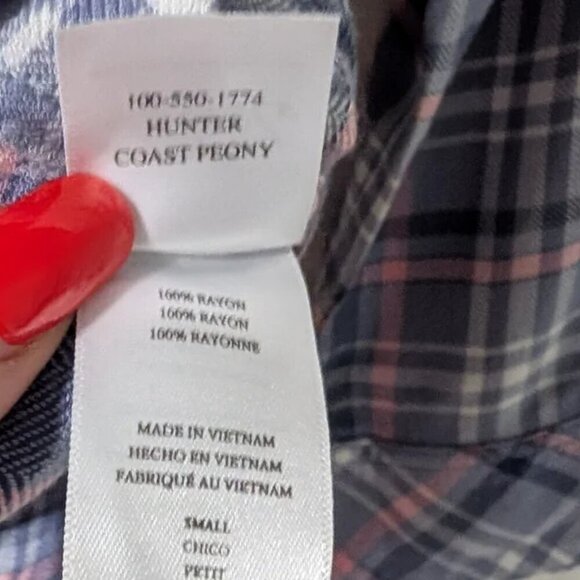 100-550-1774
HUNTER
COAST PEONY
100% RAYON
100% RAYON
100% RAYONNE
MADE IN VIETNAM
HECHO EN VIETNAM
FABRIQUÉ AU VIETNAM
SMALL
CHICO
PETIT